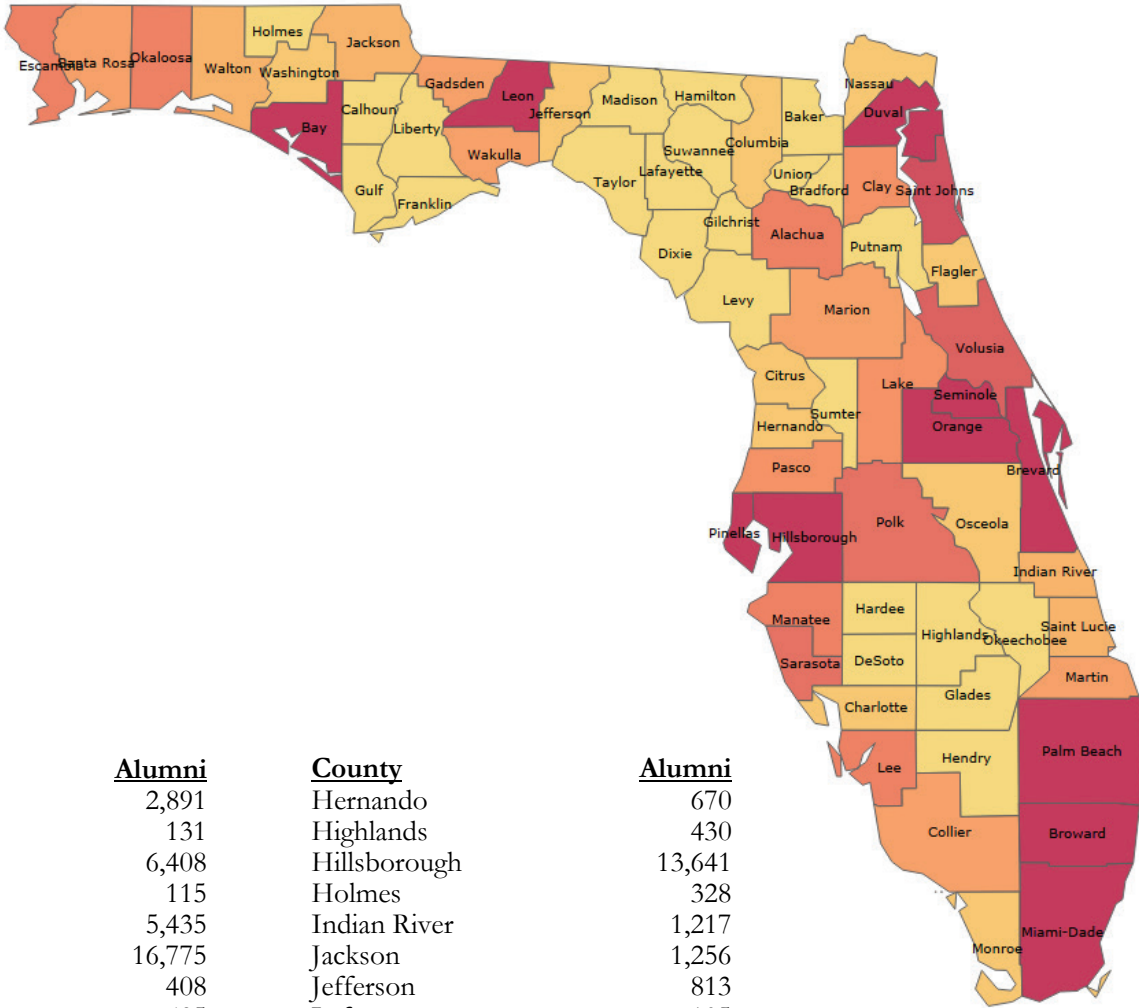 Holmes
Jackson
Escambia Santa Rosa Okaloosa
Walton Washington
Gadsden
Leon
Nassau
Bay
Calhoun
Liberty
Jefferson
Madison
Hamilton
Baker
Duval
Wakulla
Suwannee
Columbia
Lafayette
Taylor
Union
Bradford
Clay
Saint Johns
Gulf
Franklin
Gilchrist
Alachua
Dixie
Putnam
Flagler
Levy
Marion
Volusia
Citrus
Lake
Seminole
Sumter
Hernando
Orange
Pasco
Brevard
Pinellas
Hillsborough
Polk
Osceola
Indian River
Manatee
Hardee
Highlands
Okeechobee
Saint Lucie
Sarasota
DeSoto
Martin
Charlotte
Glades
Lee
Hendry
Palm Beach
Collier
Broward
Monroe
Miami-Dade
Alumni County Alumni
2,891 Hernando 670
131 Highlands 430
6,408 Hillsborough 13,641
115 Holmes 328
5,435 Indian River 1,217
16,775 Jackson 1,256
408 Jefferson 813